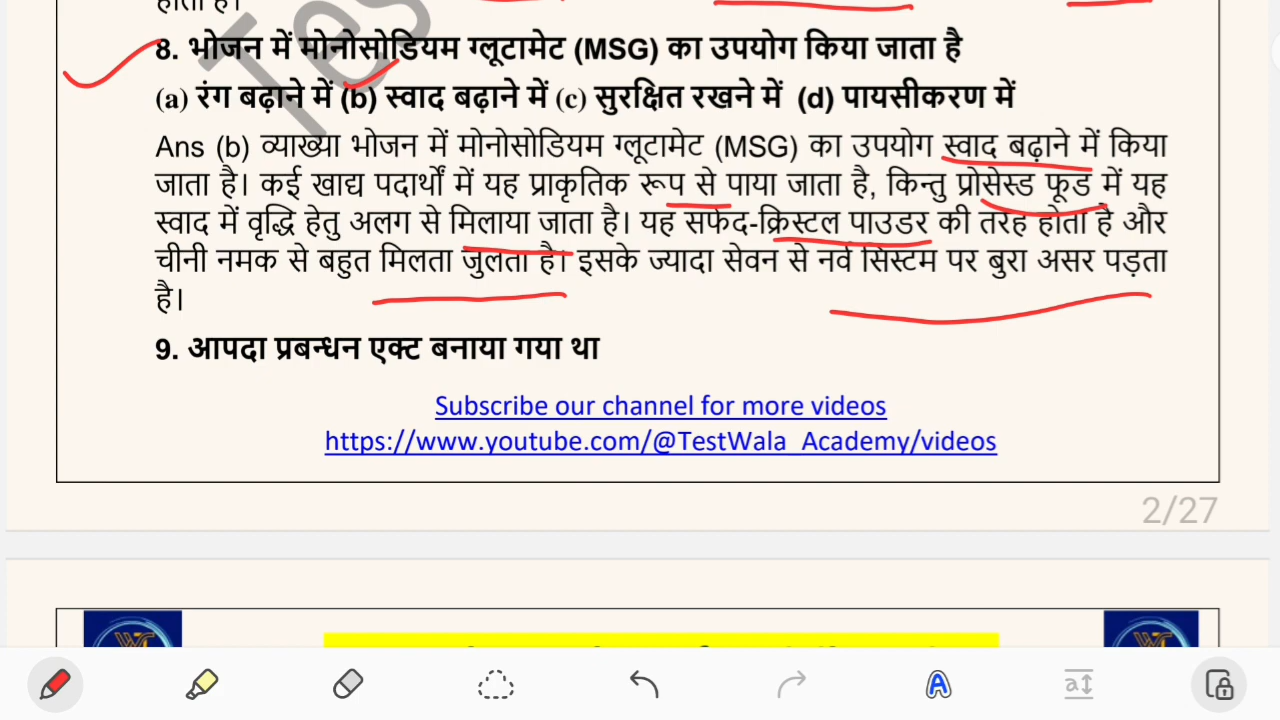 होता है।
8. भोजन में मोनोसोडियम ग्लूटामेट (MSG) का उपयोग किया जाता है
(a) रंग बढ़ाने में (b) स्वाद बढ़ाने में (c) सुरक्षित रखने में (d) पायसीकरण में
Ans (b) व्याख्या भोजन में मोनोसोडियम ग्लूटामेट (MSG) का उपयोग स्वाद बढ़ाने में किया
जाता है। कई खाद्य पदार्थों में यह प्राकृतिक रूप से पाया जाता है, किन्तु प्रोसेस्ड फूड में यह
स्वाद में वृद्धि हेतु अलग से मिलाया जाता है। यह सफेद-क्रिस्टल पाउडर की तरह होता है और
चीनी नमक से बहुत मिलता जुलता है। इसके ज्यादा सेवन से नर्व सिस्टम पर बुरा असर पड़ता
है।
9. आपदा प्रबन्धन एक्ट बनाया गया था
Subscribe our channel for more videos
https://www.youtube.com/@TestWala_Academy/videos
2/27